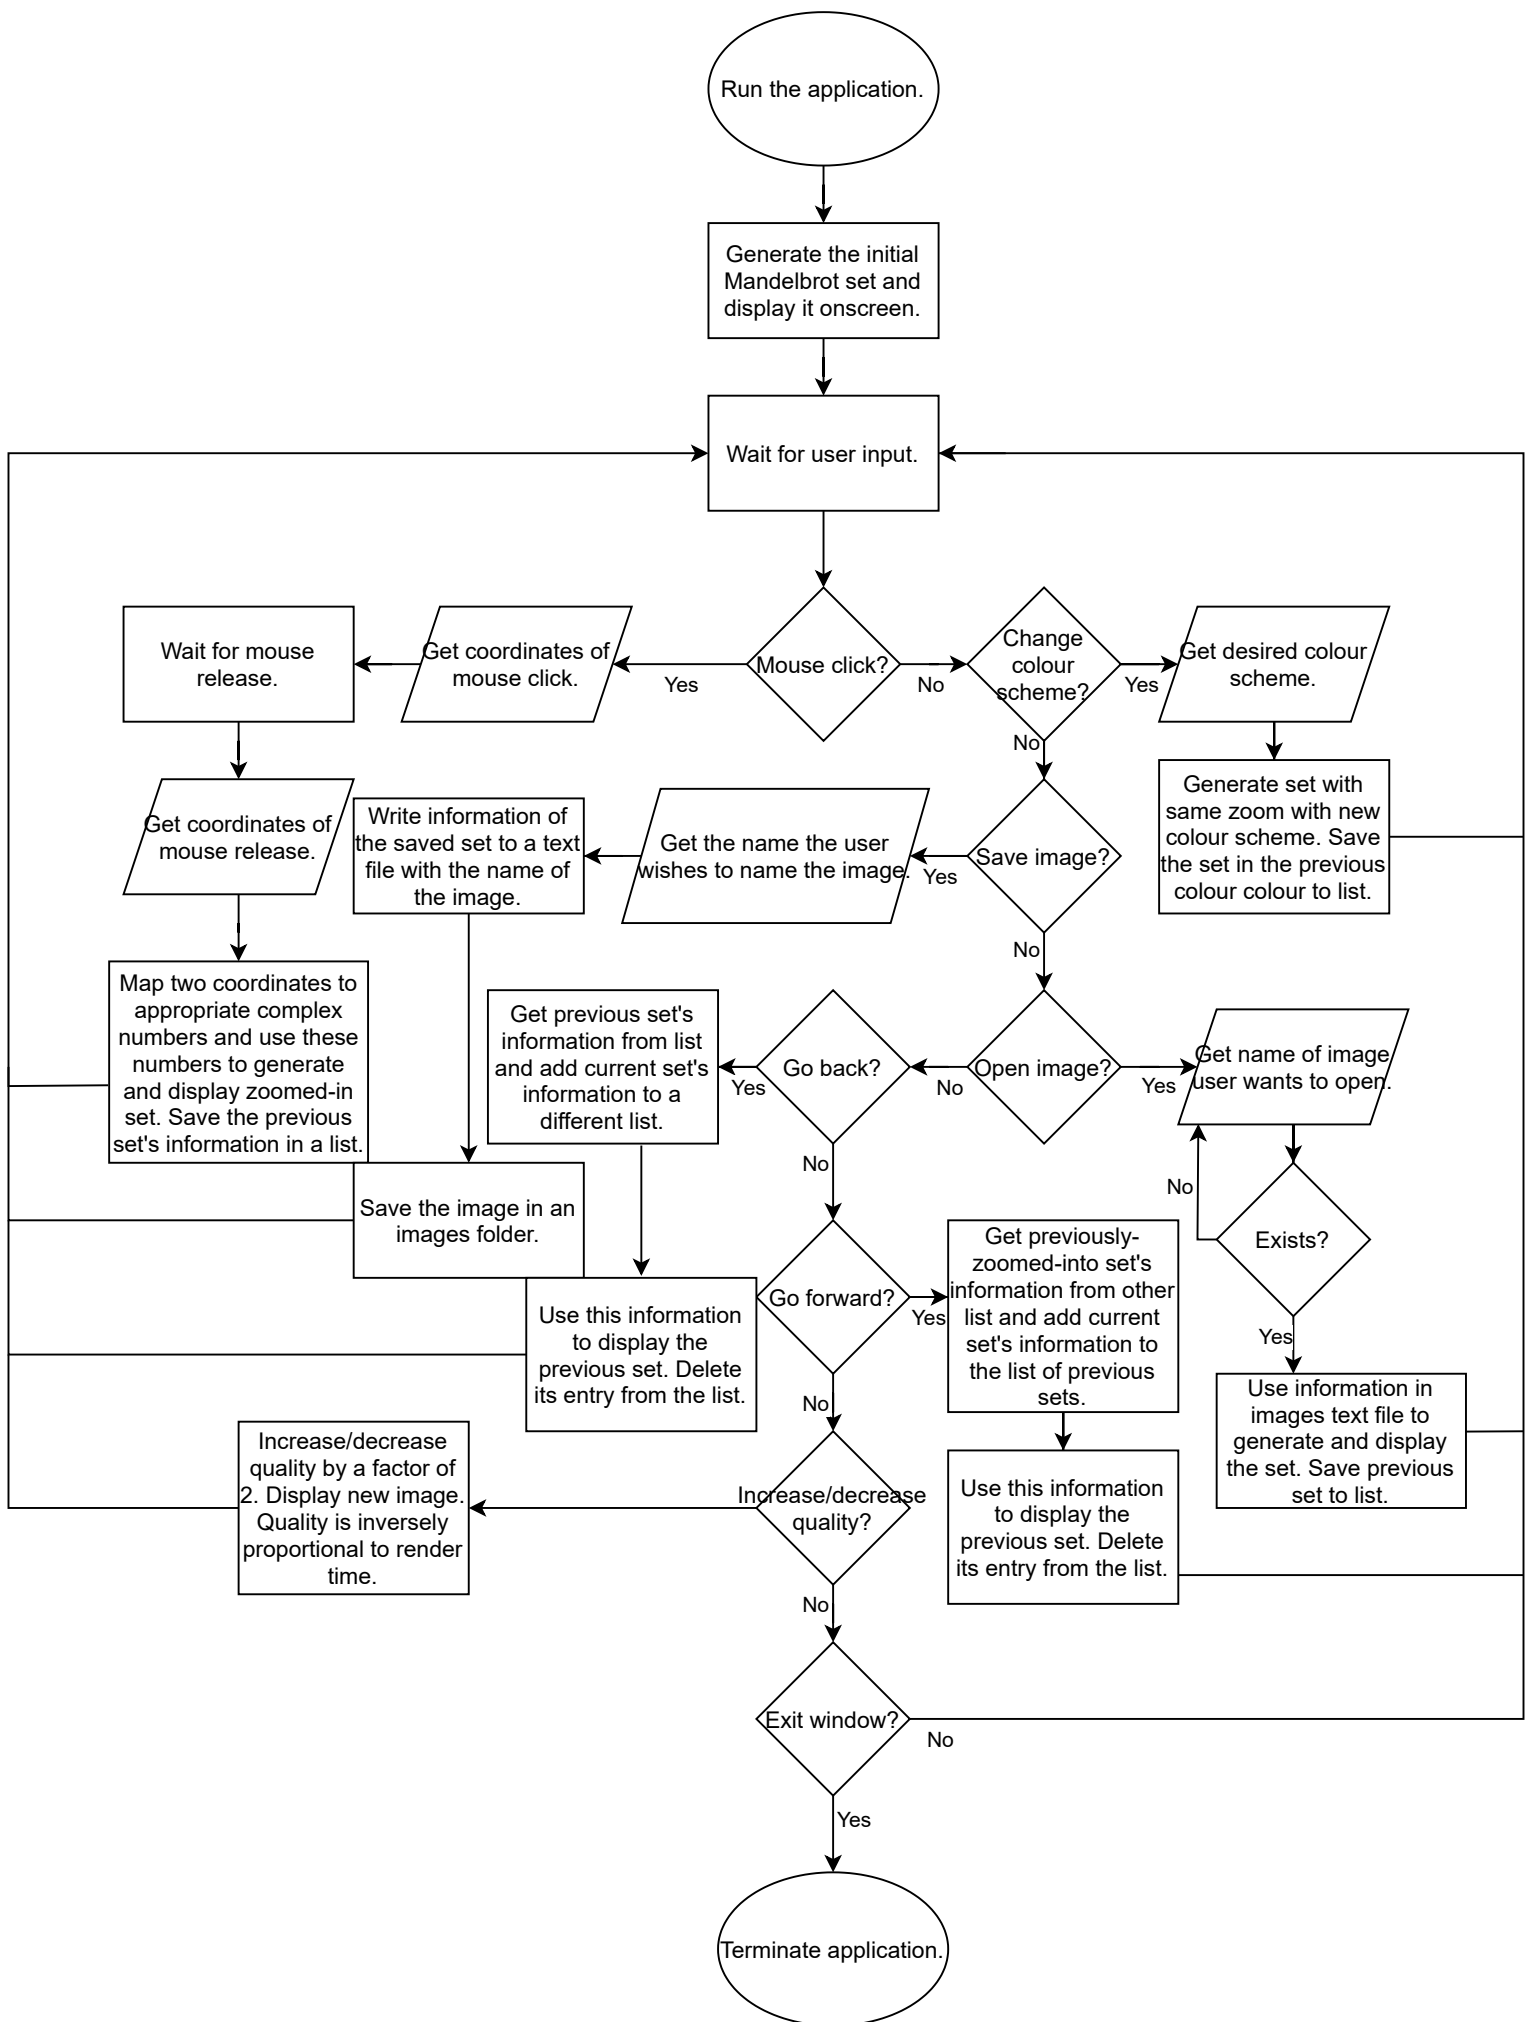 Run the application.
Generate the initial
Mandelbrot set and
display it onscreen.
Wait for user input.
Mouse click?
Yes
No
Get coordinates of
mouse click.
Wait for mouse
release.
Get coordinates of
mouse release.
Map two coordinates to
appropriate complex
numbers and use these
numbers to generate
and display zoomed-in
set. Save the previous
set's information in a list.
Change
colour
scheme?
Yes
No
Get desired colour
scheme.
Generate set with
same zoom with new
colour scheme. Save
the set in the previous
colour colour to list.
Save image?
Yes
No
Get the name the user
wishes to name the image.
Write information of
the saved set to a text
file with the name of
the image.
Save the image in an
images folder.
Open image?
Yes
No
Get name of image
user wants to open.
Exists?
No
Yes
Use information in
images text file to
generate and display
the set. Save previous
set to list.
Go back?
Yes
No
Get previous set's
information from list
and add current set's
information to a
different list.
Use this information
to display the
previous set. Delete
its entry from the list.
Go forward?
Yes
No
Get previously-
zoomed-into set's
information from other
list and add current
set's information to
the list of previous
sets.
Use this information
to display the
previous set. Delete
its entry from the list.
Increase/decrease
quality?
No
Increase/decrease
quality by a factor of
2. Display new image.
Quality is inversely
proportional to render
time.
Exit window?
No
Yes
Terminate application.